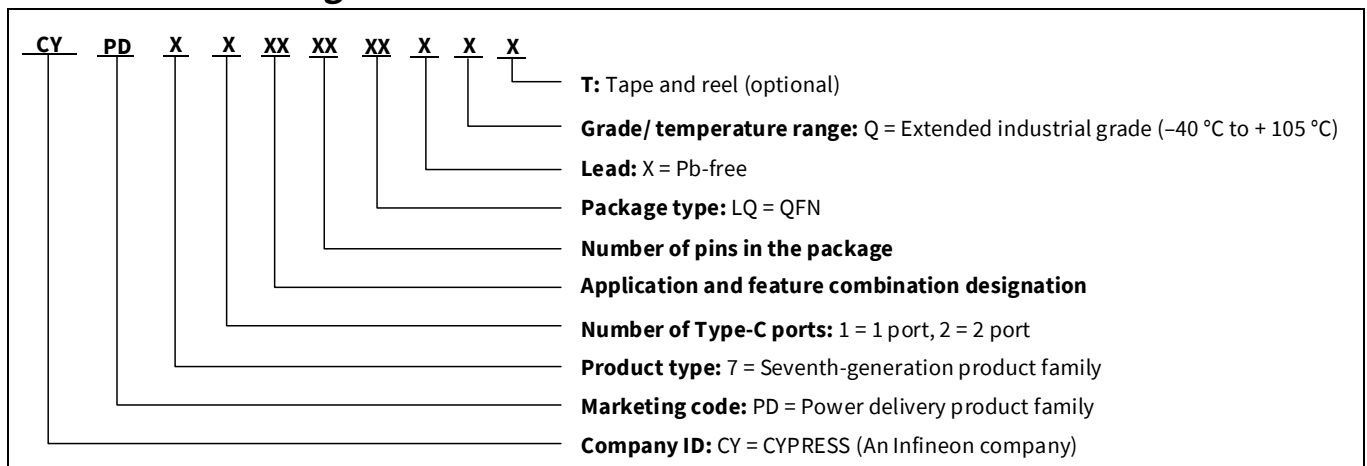 CY PD X X XX XX XX X X X
T: Tape and reel (optional)
Grade/ temperature range: Q = Extended industrial grade (–40 °C to + 105 °C)
Lead: X = Pb-free
Package type: LQ = QFN
Number of pins in the package
Application and feature combination designation
Number of Type-C ports: 1 = 1 port, 2 = 2 port
Product type: 7 = Seventh-generation product family
Marketing code: PD = Power delivery product family
Company ID: CY = CYPRESS (An Infineon company)